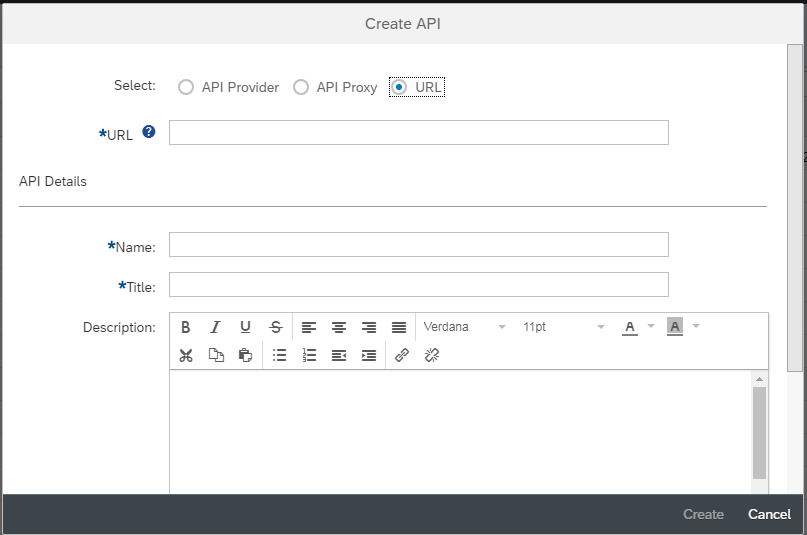 Create API
Select: API Provider API Proxy URL
*URL ?
API Details
*Name:
*Title:
Description: B I U S Verdana 11pt A A
Create Cancel